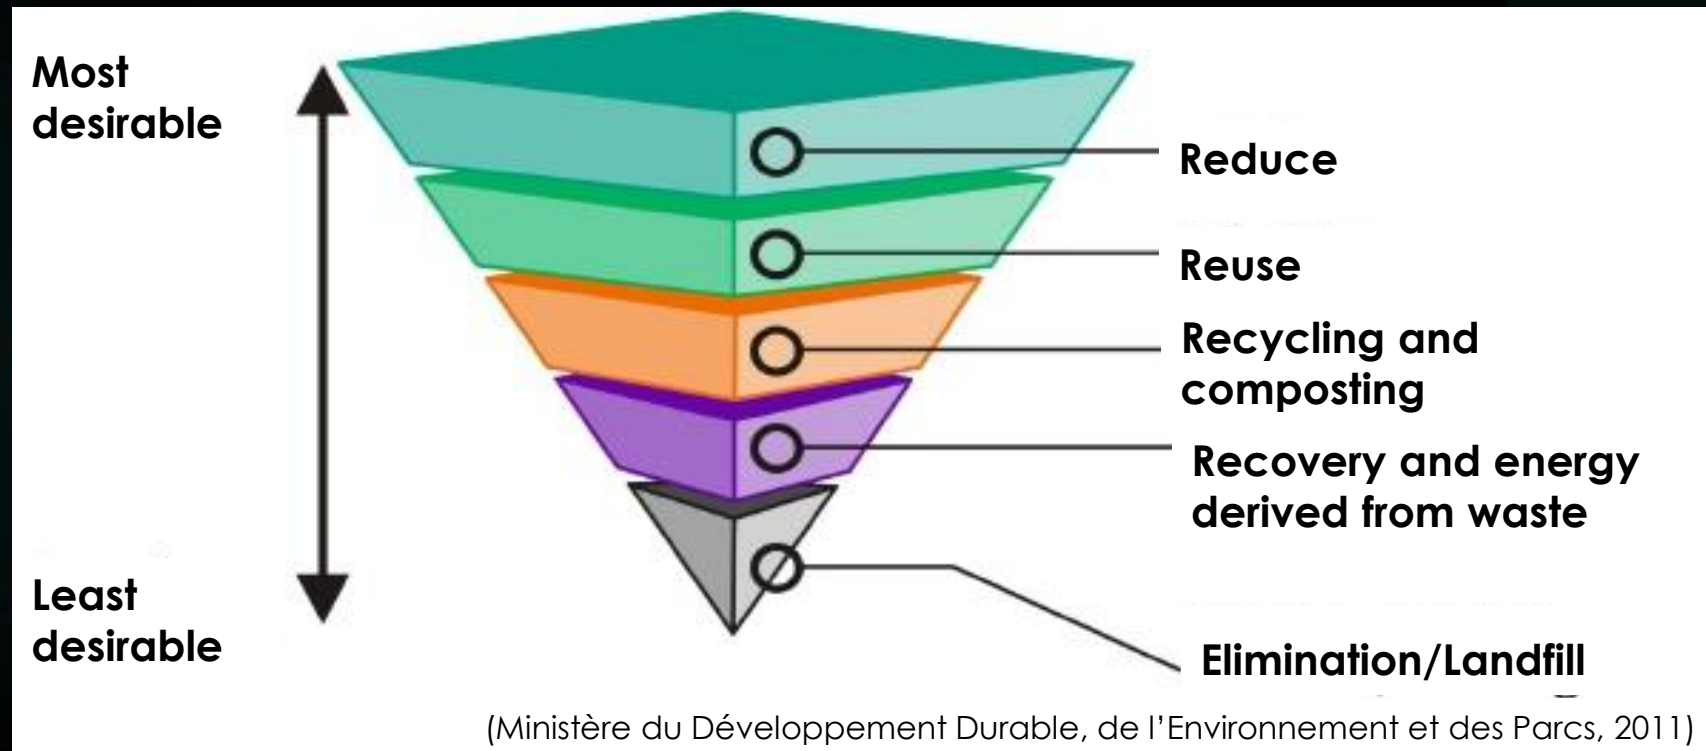 Most
desirable
Reduce
Reuse
Recycling and
composting
Recovery and energy
derived from waste
Least
desirable
Elimination/Landfill
(Ministère du Développement Durable, de l'Environnement et des Parcs, 2011)